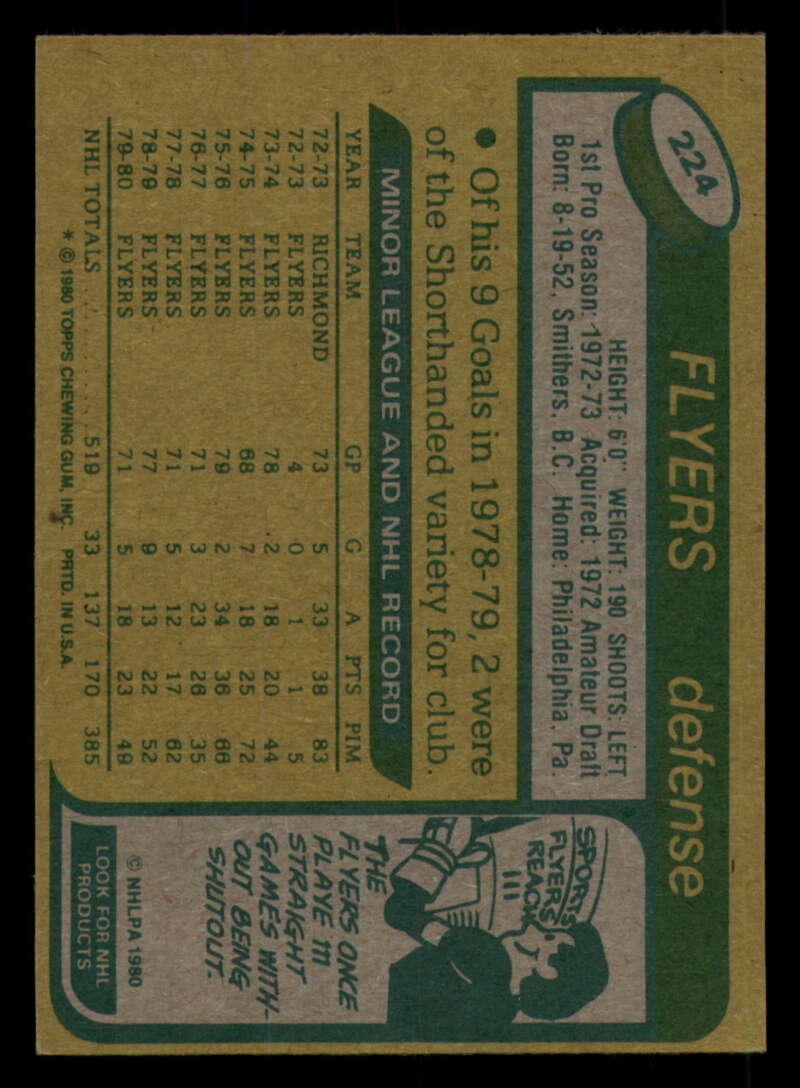 224
FLYERS defense
HEIGHT: 6'0" WEIGHT: 190 SHOOTS: LEFT
1st Pro Season: 1972-73 Acquired: 1972 Amateur Draft
Born: 8-19-52, Smithers, B.C. Home: Philadelphia, Pa.
● Of his 9 Goals in 1978-79, 2 were
of the Shorthanded variety for club.
MINOR LEAGUE AND NHL RECORD
YEAR TEAM GP G A PTS PIM
72-73 RICHMOND 73 5 33 38 83
72-73 FLYERS 4 0 1 1 5
73-74 FLYERS 78 2 18 20 44
74-75 FLYERS 68 7 18 25 72
75-76 FLYERS 79 2 34 36 66
76-77 FLYERS 71 3 23 26 35
77-78 FLYERS 71 5 12 17 62
78-79 FLYERS 77 9 13 22 52
79-80 FLYERS 71 5 18 23 49
NHL TOTALS ....... 519 33 137 170 385
* © 1980 TOPPS CHEWING GUM, INC. PRTD. IN U.S.A.
SPORTS
FLYERS
REACH
111
THE
FLYERS ONCE
PLAYE 111
STRAIGHT
GAMES WITH-
OUT BEING
SHUTOUT.
© NHLPA 1980
LOOK FOR NHL
PRODUCTS